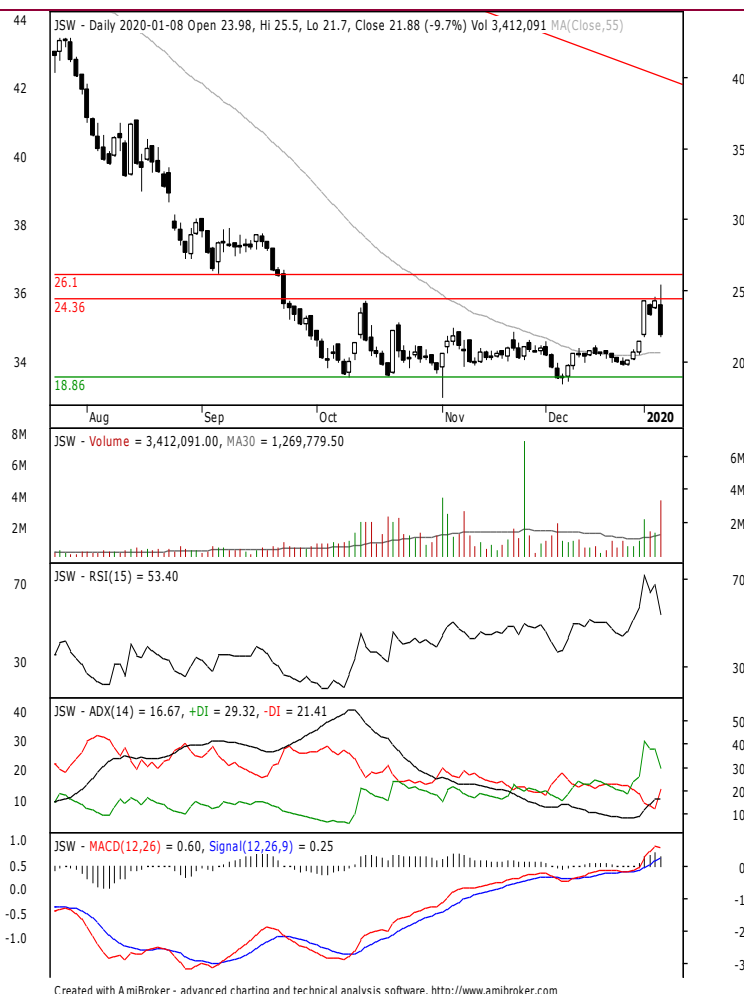 JSW - Daily 2020-01-08 Open 23.98, Hi 25.5, Lo 21.7, Close 21.88 (-9.7%) Vol 3,412,091 MA(Close,55)
44
42
40
38
36
34
40
35
30
25
20
26.1
24.36
18.86
Aug Sep Oct Nov Dec 2020
JSW - Volume = 3,412,091.00, MA30 = 1,269,779.50
8M
6M
4M
2M
6M
4M
2M
JSW - RSI(15) = 53.40
70
30
70
30
JSW - ADX(14) = 16.67, +DI = 29.32, -DI = 21.41
40
30
20
10
50
40
30
20
10
JSW - MACD(12,26) = 0.60, Signal(12,26,9) = 0.25
1.0
0.5
0.0
-0.5
-1.0
0
-1
-2
-3
Created with AmiBroker - advanced charting and technical analysis software. http://www.amibroker.com